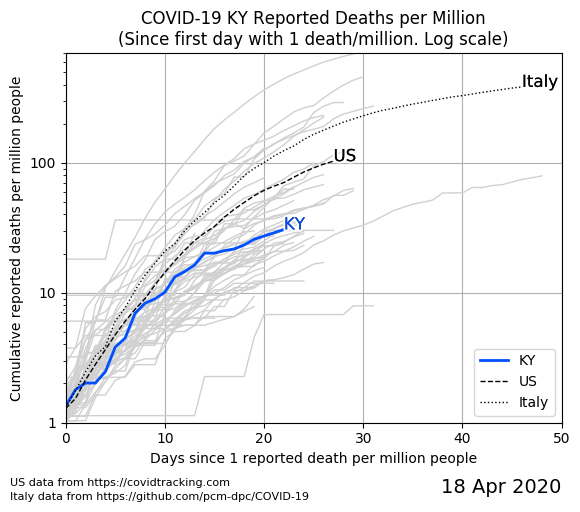 COVID-19 KY Reported Deaths per Million
(Since first day with 1 death/million. Log scale)
Cumulative reported deaths per million people
100
10
1
Italy
US
KY
KY
US
Italy
0 10 20 30 40 50
Days since 1 reported death per million people
US data from https://covidtracking.com
Italy data from https://github.com/pcm-dpc/COVID-19
18 Apr 2020